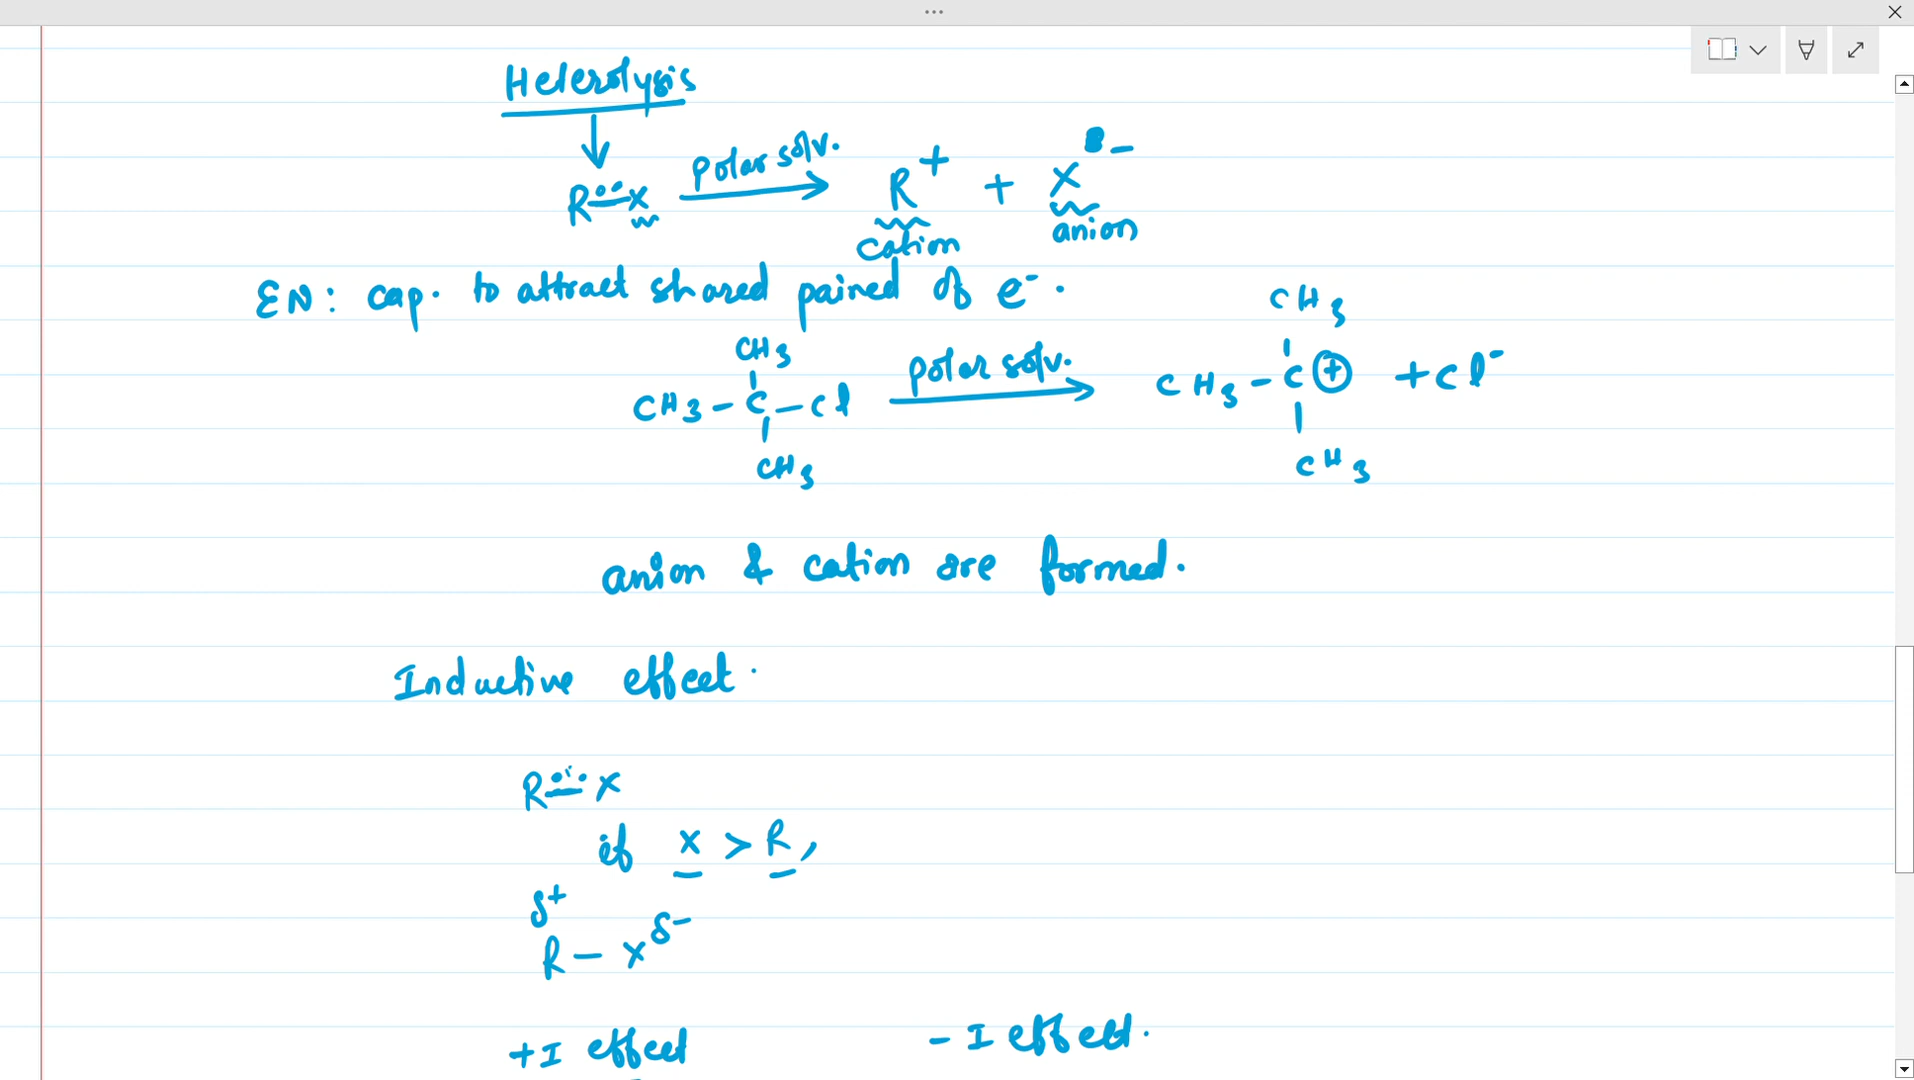 Heterolysis
R — X polar solv. R+ + X -
cation anion
EN: cap. to attract shared paired of e-.
CH3 CH3
CH3 - C - Cl polar solv. CH3 - C + + Cl-
CH3 CH3
anion & cation are formed.
Inductive effect.
R — X
if X > R,
δ+ δ-
R — X
+I effect - I effect.